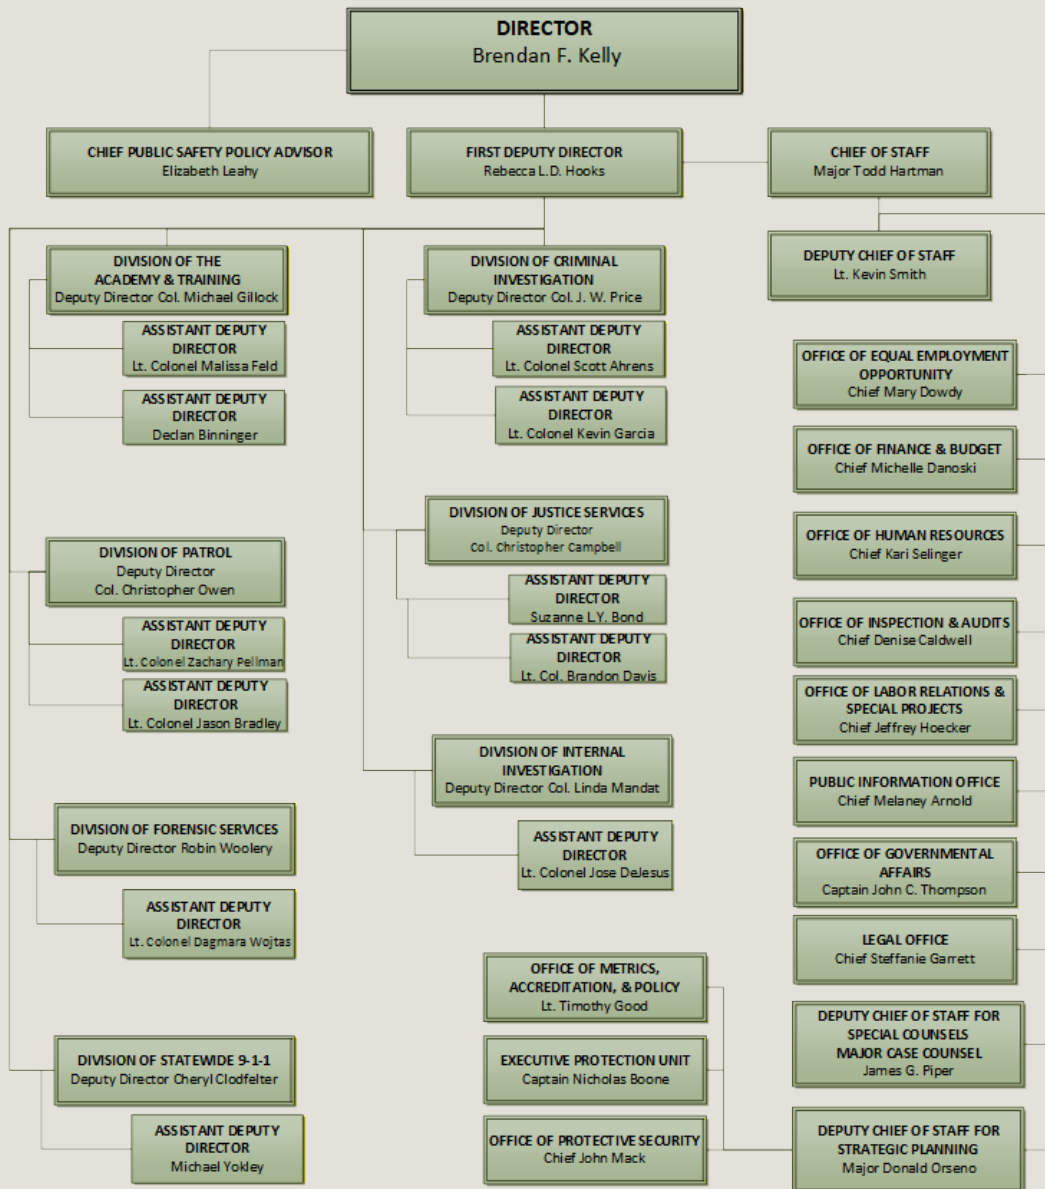 DIRECTOR
Brendan F. Kelly
CHIEF PUBLIC SAFETY POLICY ADVISOR
Elizabeth Leahy
FIRST DEPUTY DIRECTOR
Rebecca L.D. Hooks
CHIEF OF STAFF
Major Todd Hartman
DEPUTY CHIEF OF STAFF
Lt. Kevin Smith
DIVISION OF THE
ACADEMY & TRAINING
Deputy Director Col. Michael Gillock
ASSISTANT DEPUTY
DIRECTOR
Lt. Colonel Malissa Feld
ASSISTANT DEPUTY
DIRECTOR
Declan Binninger
DIVISION OF PATROL
Deputy Director
Col. Christopher Owen
ASSISTANT DEPUTY
DIRECTOR
Lt. Colonel Zachary Pellman
ASSISTANT DEPUTY
DIRECTOR
Lt. Colonel Jason Bradley
DIVISION OF FORENSIC SERVICES
Deputy Director Robin Woolery
ASSISTANT DEPUTY
DIRECTOR
Lt. Colonel Dagmara Wojtas
DIVISION OF STATEWIDE 9-1-1
Deputy Director Cheryl Clodfelter
ASSISTANT DEPUTY
DIRECTOR
Michael Yokley
DIVISION OF CRIMINAL
INVESTIGATION
Deputy Director Col. J. W. Price
ASSISTANT DEPUTY
DIRECTOR
Lt. Colonel Scott Ahrens
ASSISTANT DEPUTY
DIRECTOR
Lt. Colonel Kevin Garcia
DIVISION OF JUSTICE SERVICES
Deputy Director
Col. Christopher Campbell
ASSISTANT DEPUTY
DIRECTOR
Suzanne L.Y. Bond
ASSISTANT DEPUTY
DIRECTOR
Lt. Col. Brandon Davis
DIVISION OF INTERNAL
INVESTIGATION
Deputy Director Col. Linda Mandat
ASSISTANT DEPUTY
DIRECTOR
Lt. Colonel Jose DeJesus
OFFICE OF EQUAL EMPLOYMENT
OPPORTUNITY
Chief Mary Dowdy
OFFICE OF FINANCE & BUDGET
Chief Michelle Danoski
OFFICE OF HUMAN RESOURCES
Chief Kari Selinger
OFFICE OF INSPECTION & AUDITS
Chief Denise Caldwell
OFFICE OF LABOR RELATIONS &
SPECIAL PROJECTS
Chief Jeffrey Hoecker
PUBLIC INFORMATION OFFICE
Chief Melaney Arnold
OFFICE OF GOVERNMENTAL
AFFAIRS
Captain John C. Thompson
LEGAL OFFICE
Chief Steffanie Garrett
DEPUTY CHIEF OF STAFF FOR
SPECIAL COUNSELS
MAJOR CASE COUNSEL
James G. Piper
DEPUTY CHIEF OF STAFF FOR
STRATEGIC PLANNING
Major Donald Orseno
OFFICE OF METRICS,
ACCREDITATION, & POLICY
Lt. Timothy Good
EXECUTIVE PROTECTION UNIT
Captain Nicholas Boone
OFFICE OF PROTECTIVE SECURITY
Chief John Mack